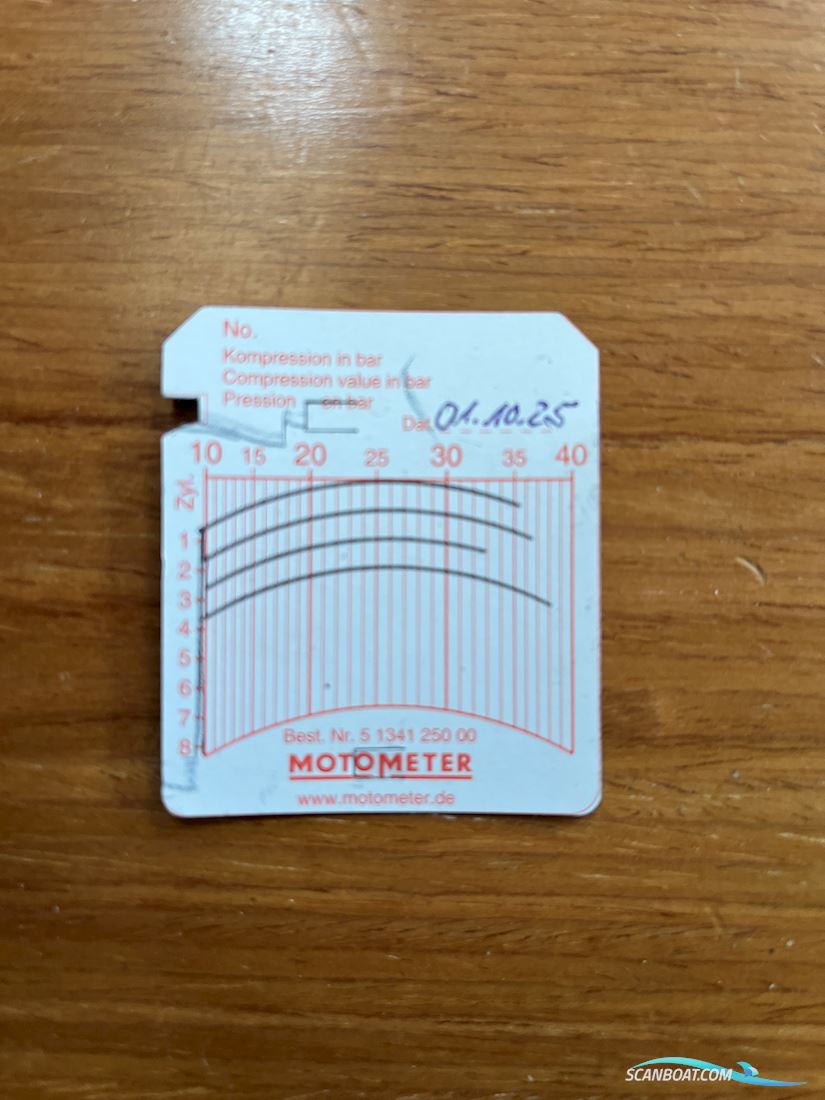 No.
Kompression in bar
Compression value in bar
Pression en bar
Dat. 01.10.25
10 15 20 25 30 35 40
Zyl.
1
2
3
4
5
6
7
8
Best. Nr. 5 1341 250 00
MOTOMETER
www.motometer.de
SCANBOAT.COM